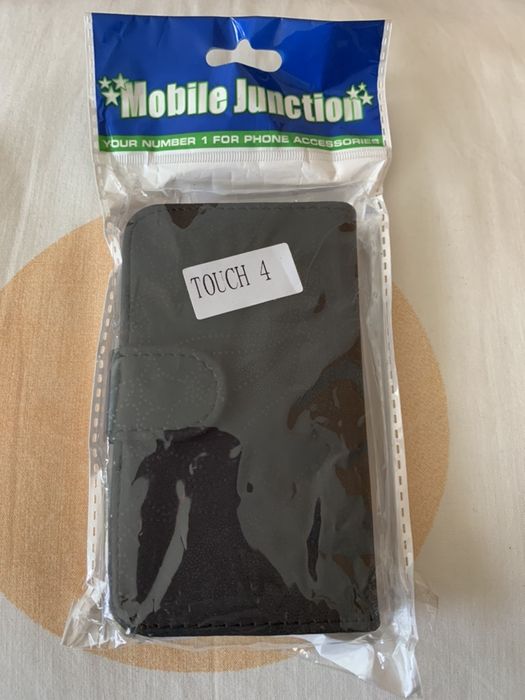 Mobile Junction
YOUR NUMBER 1 FOR PHONE ACCESSORIES
TOUCH 4